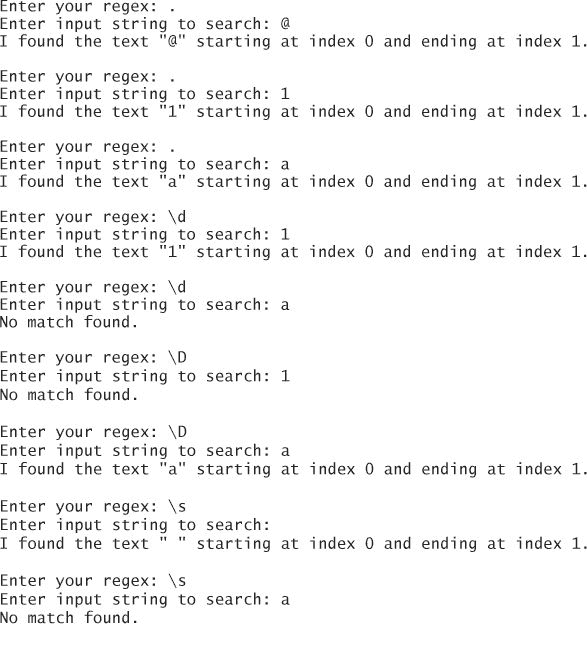 Enter your regex: .
Enter input string to search: @
I found the text "@" starting at index 0 and ending at index 1.
Enter your regex: .
Enter input string to search: 1
I found the text "1" starting at index 0 and ending at index 1.
Enter your regex: .
Enter input string to search: a
I found the text "a" starting at index 0 and ending at index 1.
Enter your regex: \d
Enter input string to search: 1
I found the text "1" starting at index 0 and ending at index 1.
Enter your regex: \d
Enter input string to search: a
No match found.
Enter your regex: \D
Enter input string to search: 1
No match found.
Enter your regex: \D
Enter input string to search: a
I found the text "a" starting at index 0 and ending at index 1.
Enter your regex: \s
Enter input string to search:
I found the text " " starting at index 0 and ending at index 1.
Enter your regex: \s
Enter input string to search: a
No match found.